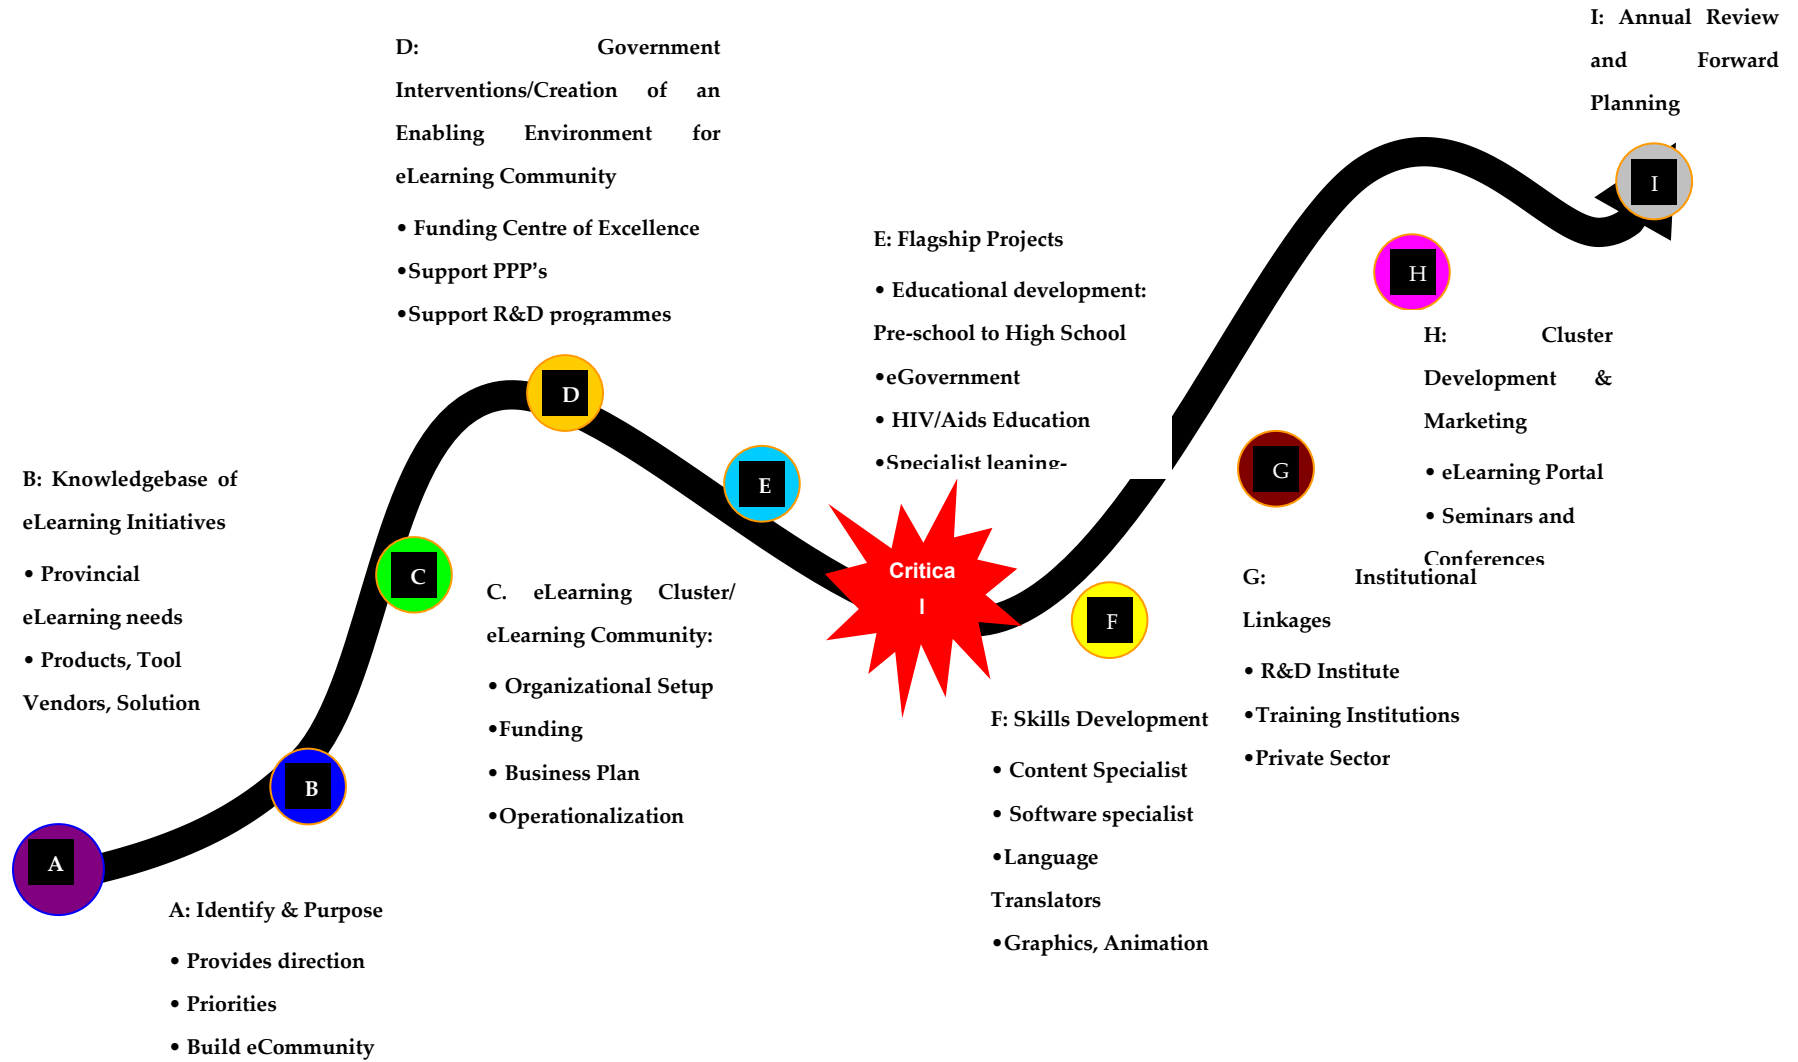 I: Annual Review
and Forward
Planning
D: Government
Interventions/Creation of an
Enabling Environment for
eLearning Community
• Funding Centre of Excellence
•Support PPP’s
•Support R&D programmes
E: Flagship Projects
• Educational development:
Pre-school to High School
•eGovernment
• HIV/Aids Education
•Specialist leaning-
I
H
H: Cluster
Development &
Marketing
• eLearning Portal
• Seminars and
Conferences
D
E
G
B: Knowledgebase of
eLearning Initiatives
• Provincial
eLearning needs
• Products, Tool
Vendors, Solution
C
C. eLearning Cluster/
eLearning Community:
• Organizational Setup
•Funding
• Business Plan
•Operationalization
Critica
l
F
G: Institutional
Linkages
• R&D Institute
•Training Institutions
•Private Sector
F: Skills Development
• Content Specialist
• Software specialist
•Language
Translators
•Graphics, Animation
B
A
A: Identify & Purpose
• Provides direction
• Priorities
• Build eCommunity